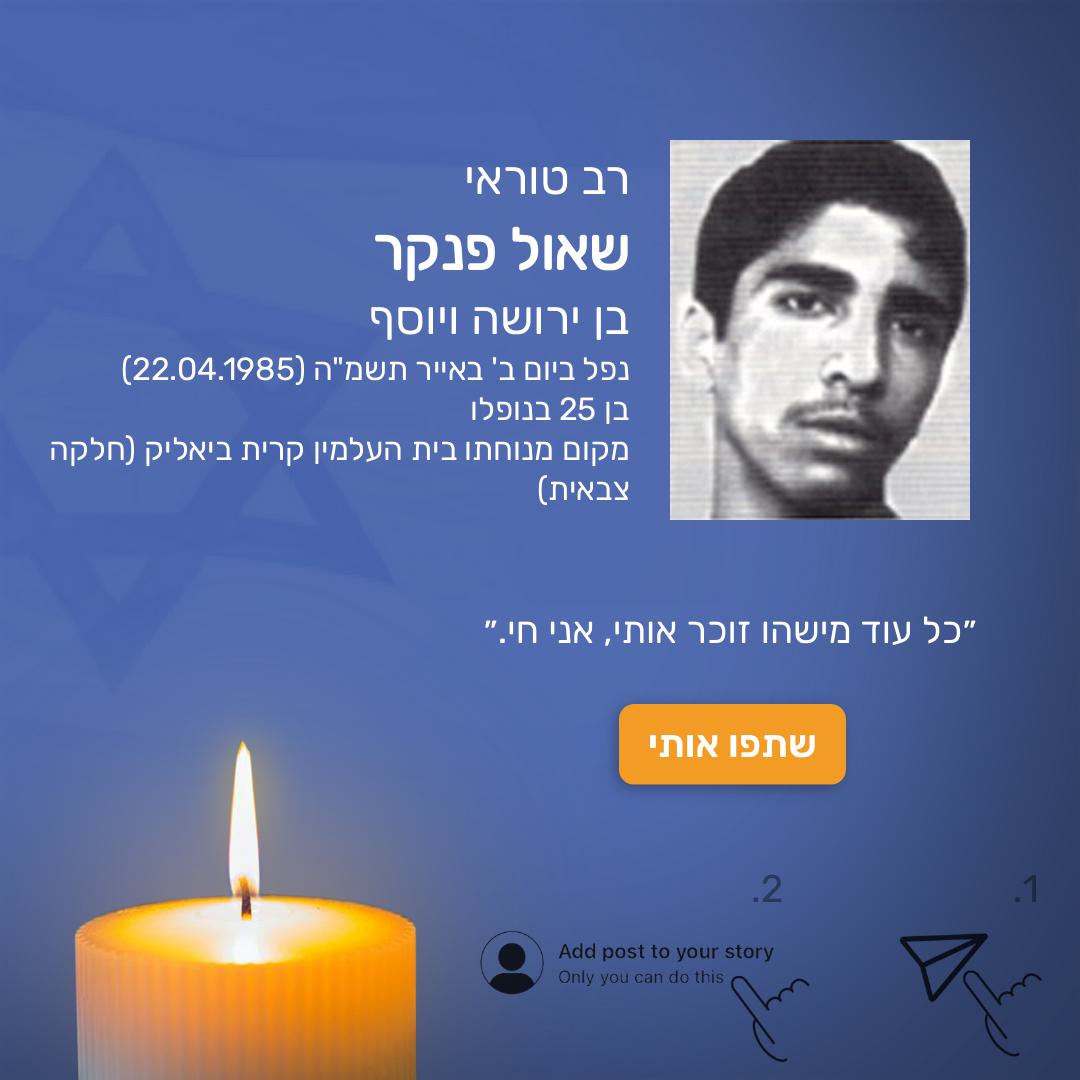 רב טוראי
שאול פנקר
בן ירושה ויוסף
נפל ביום ב' באייר תשמ"ה (22.04.1985)
בן 25 בנופלו
מקום מנוחתו בית העלמין קרית ביאליק (חלקה
צבאית)
״כל עוד מישהו זוכר אותי, אני חי.״
שתפו אותי
.1
.2
Add post to your story
Only you can do this